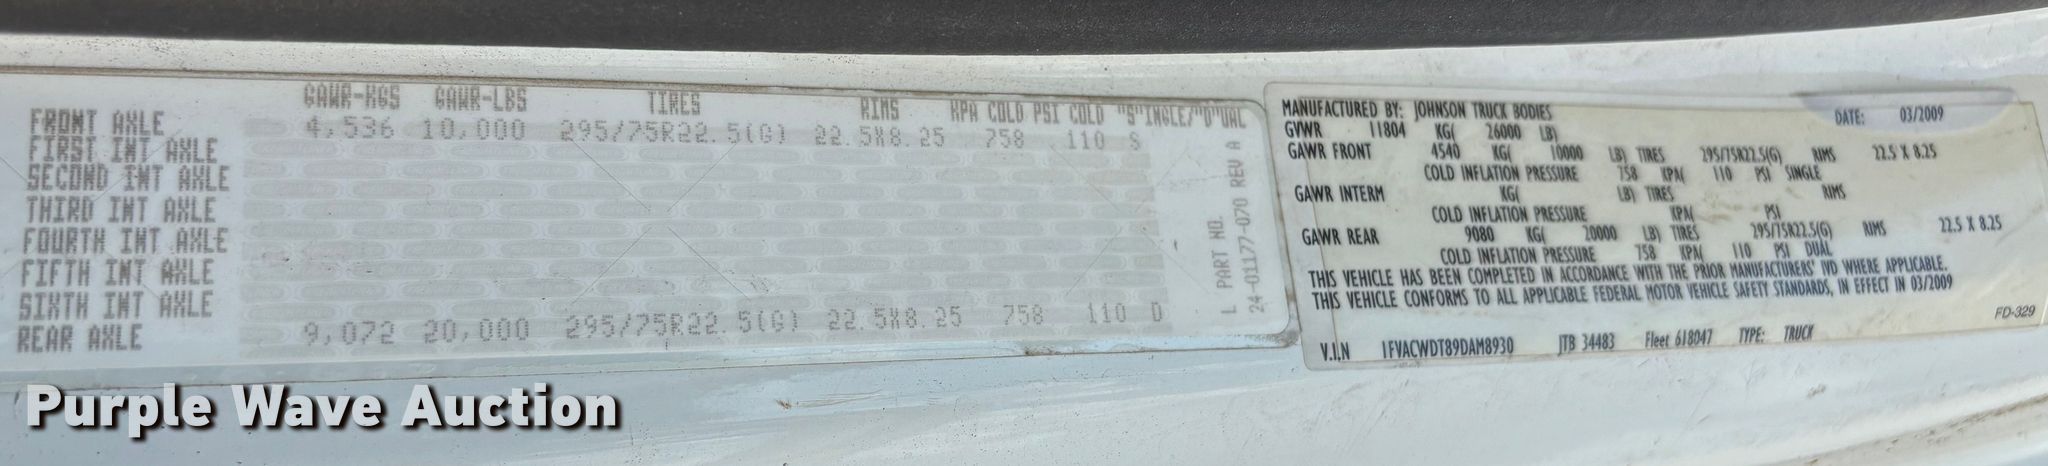 GAWR-KGS GAWR-LBS TIRES RIMS KPA COLD PSI COLD "S"INGLE/"D"UAL
FRONT AXLE 4,536 10,000 295/75R22.5(G) 22.5X8.25 758 110 S
FIRST INT AXLE
SECOND INT AXLE
THIRD INT AXLE
FOURTH INT AXLE
FIFTH INT AXLE
SIXTH INT AXLE
REAR AXLE 9,072 20,000 295/75R22.5(G) 22.5X8.25 758 110 D
L PART NO.
24-01177-070 REV A
MANUFACTURED BY: JOHNSON TRUCK BODIES DATE: 03/2009
GVWR 11804 KG( 26000 LB)
GAWR FRONT 4540 KG( 10000 LB) TIRES 295/75R22.5(G) RIMS 22.5 X 8.25
COLD INFLATION PRESSURE 758 KPA( 110 PSI SINGLE
GAWR INTERM KG( LB) TIRES RIMS
COLD INFLATION PRESSURE KPA( PSI
GAWR REAR 9080 KG( 20000 LB) TIRES 295/75R22.5(G) RIMS 22.5 X 8.25
COLD INFLATION PRESSURE 758 KPA( 110 PSI DUAL
THIS VEHICLE HAS BEEN COMPLETED IN ACCORDANCE WITH THE PRIOR MANUFACTURERS' IVD WHERE APPLICABLE.
THIS VEHICLE CONFORMS TO ALL APPLICABLE FEDERAL MOTOR VEHICLE SAFETY STANDARDS, IN EFFECT IN 03/2009
FD-329
V.I.N 1FVACWDT89DAM8930 JTB 34483 Fleet 618047 TYPE: TRUCK
Purple Wave Auction